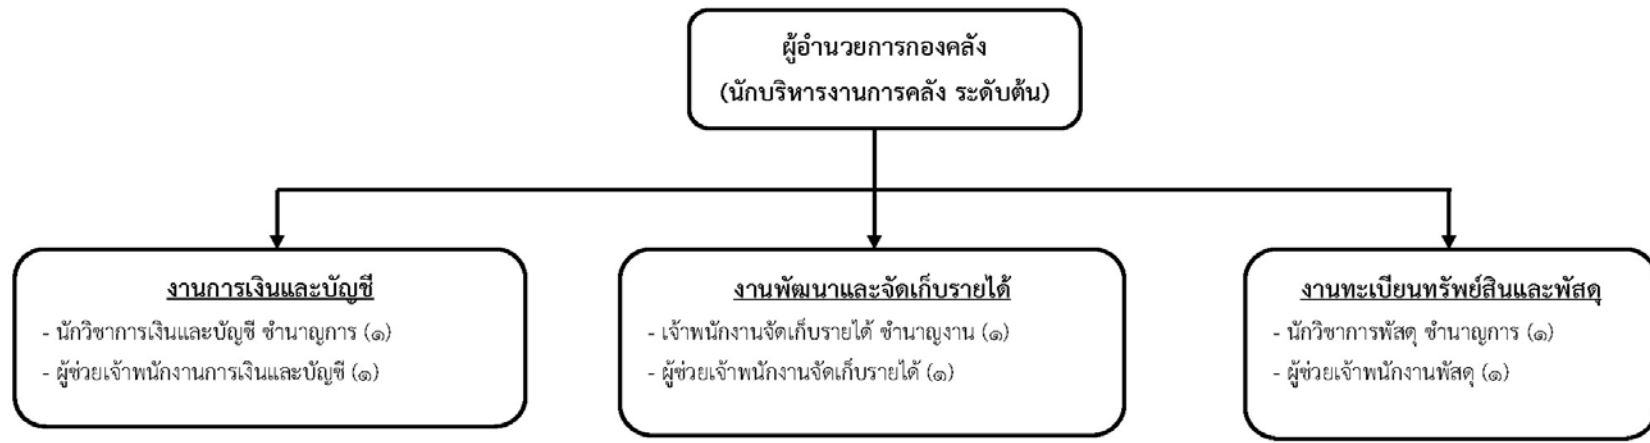 ผู้อำนวยการกองคลัง
(นักบริหารงานการคลัง ระดับต้น)
งานการเงินและบัญชี
- นักวิชาการเงินและบัญชี ชำนาญการ (๑)
- ผู้ช่วยเจ้าพนักงานการเงินและบัญชี (๑)
งานพัฒนาและจัดเก็บรายได้
- เจ้าพนักงานจัดเก็บรายได้ ชำนาญงาน (๑)
- ผู้ช่วยเจ้าพนักงานจัดเก็บรายได้ (๑)
งานทะเบียนทรัพย์สินและพัสดุ
- นักวิชาการพัสดุ ชำนาญการ (๑)
- ผู้ช่วยเจ้าพนักงานพัสดุ (๑)